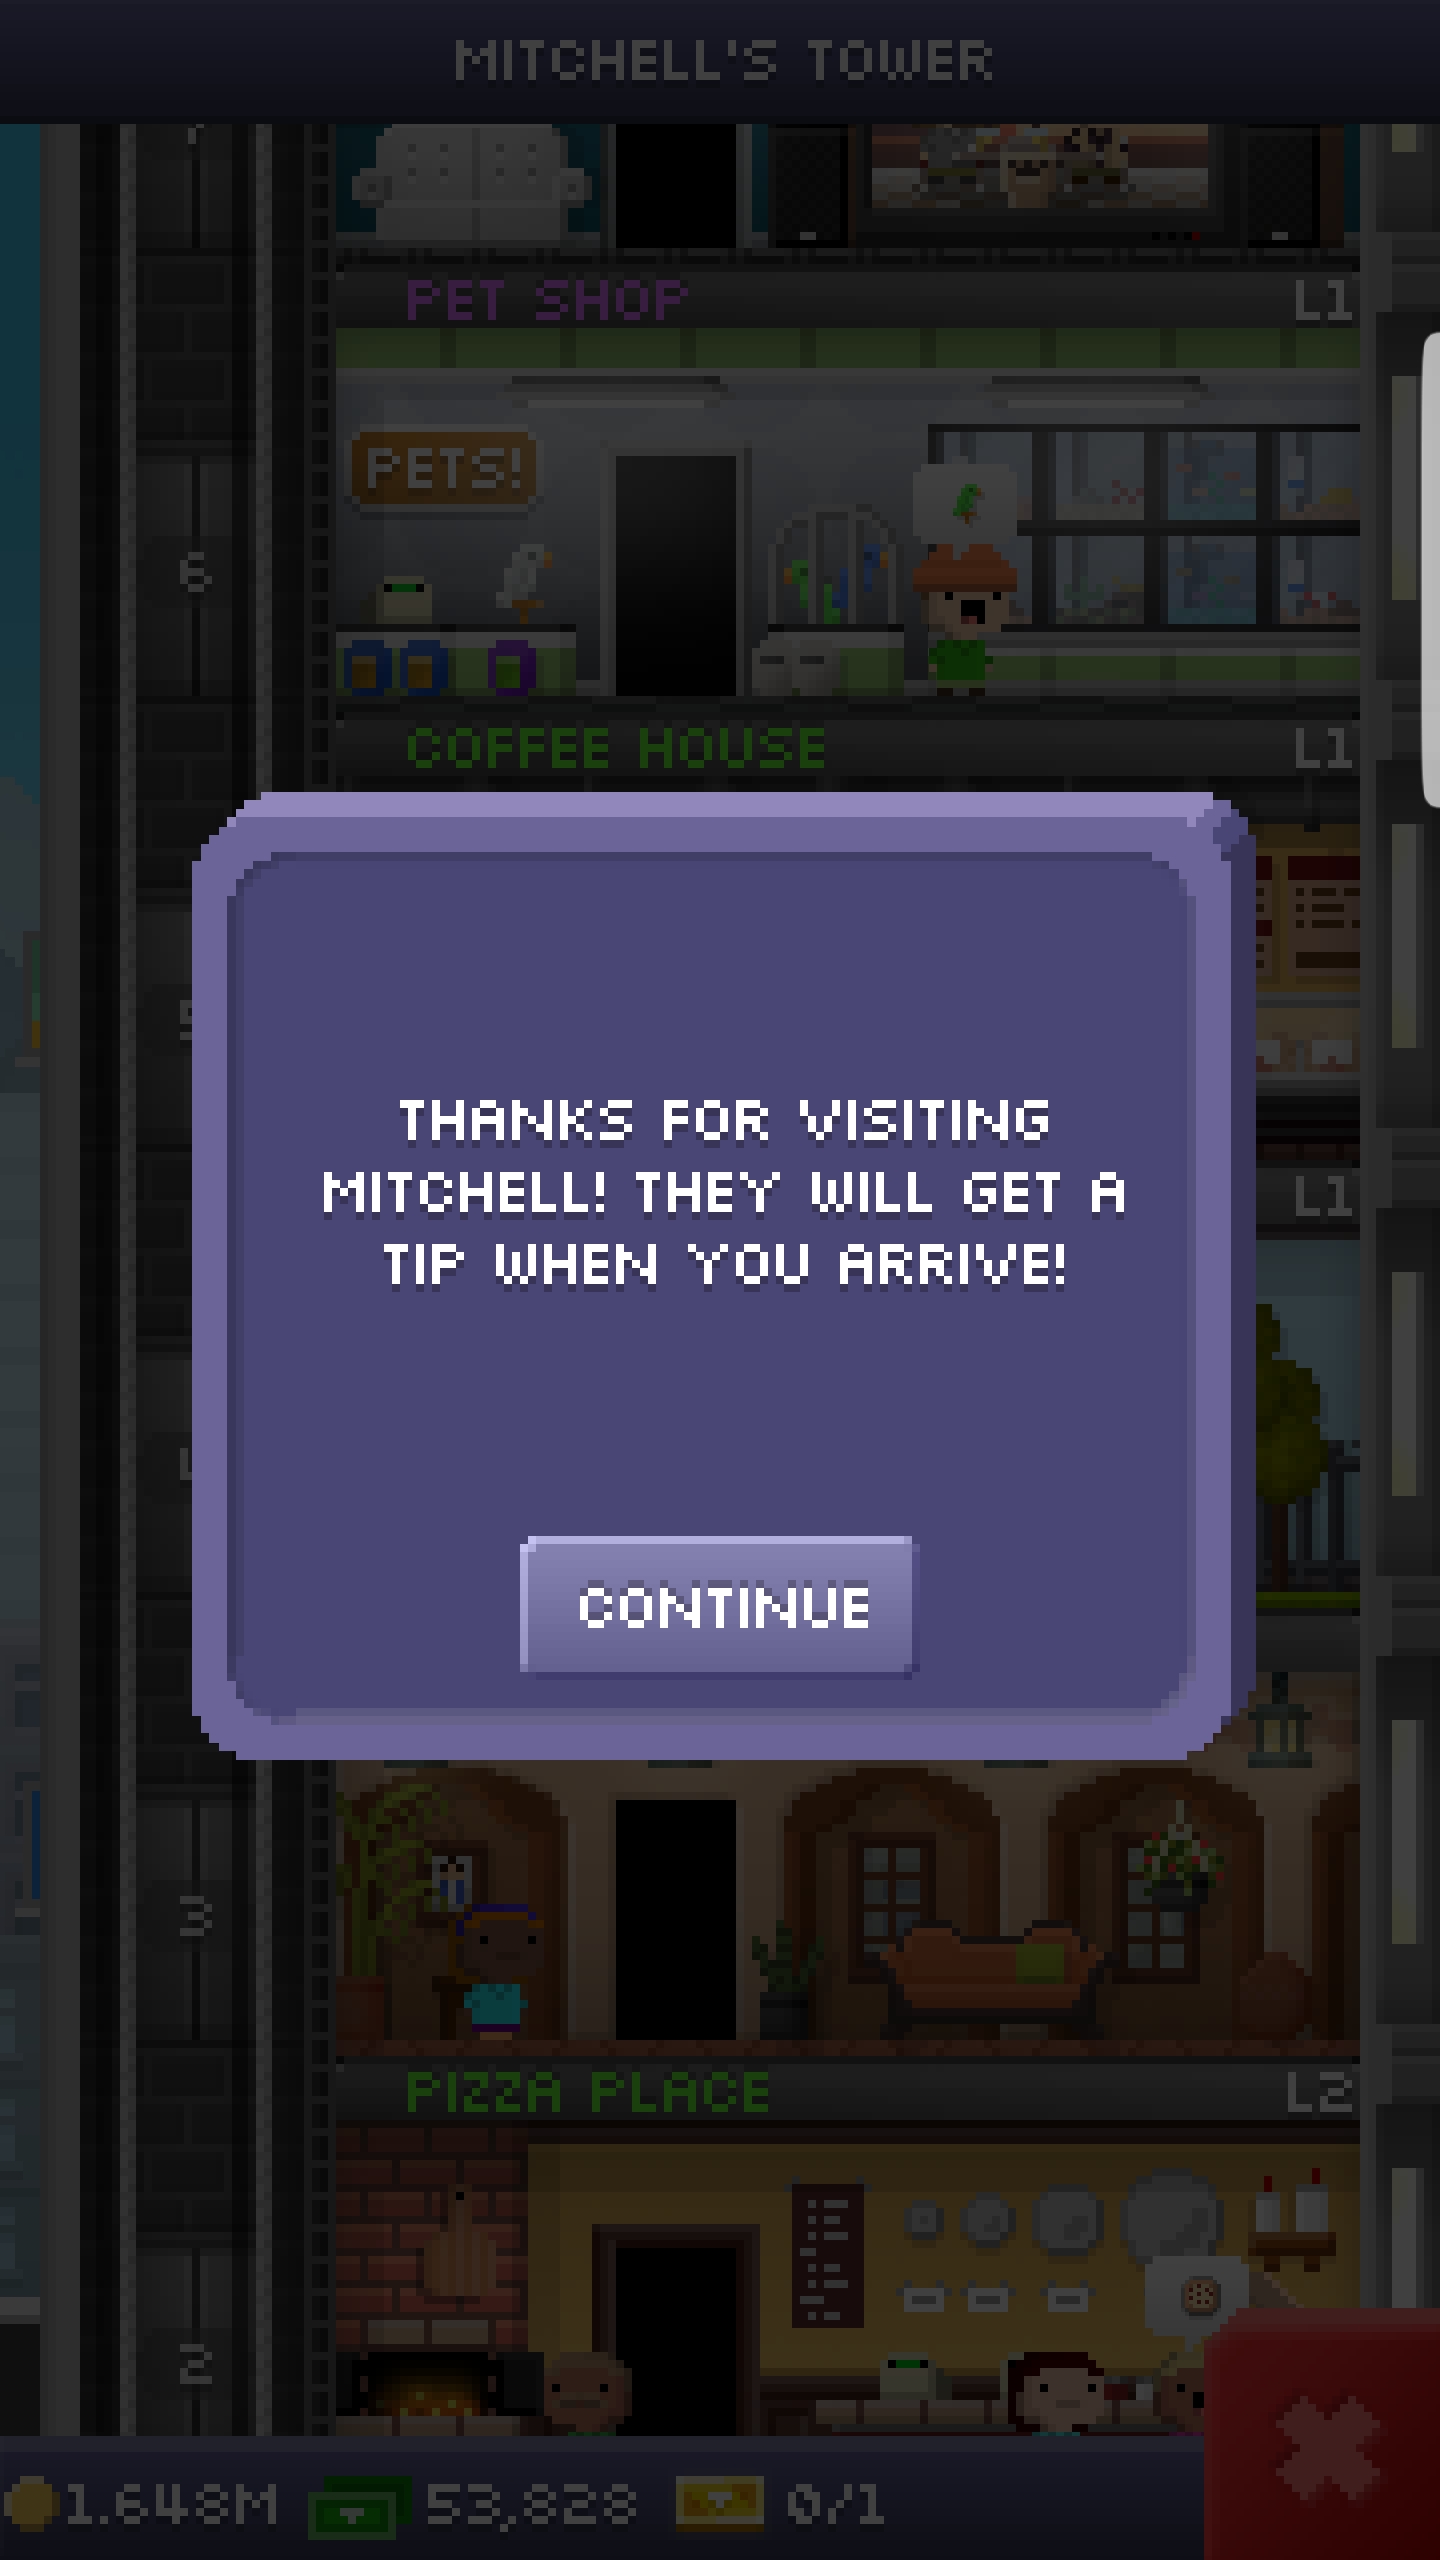 MITCHELL'S TOWER
PET SHOP L1
PETS!
6
COFFEE HOUSE L1
THANKS FOR VISITING
MITCHELL! THEY WILL GET A
TIP WHEN YOU ARRIVE!
L1
CONTINUE
3
PIZZA PLACE L2
2
1.648M 53,828 0/1